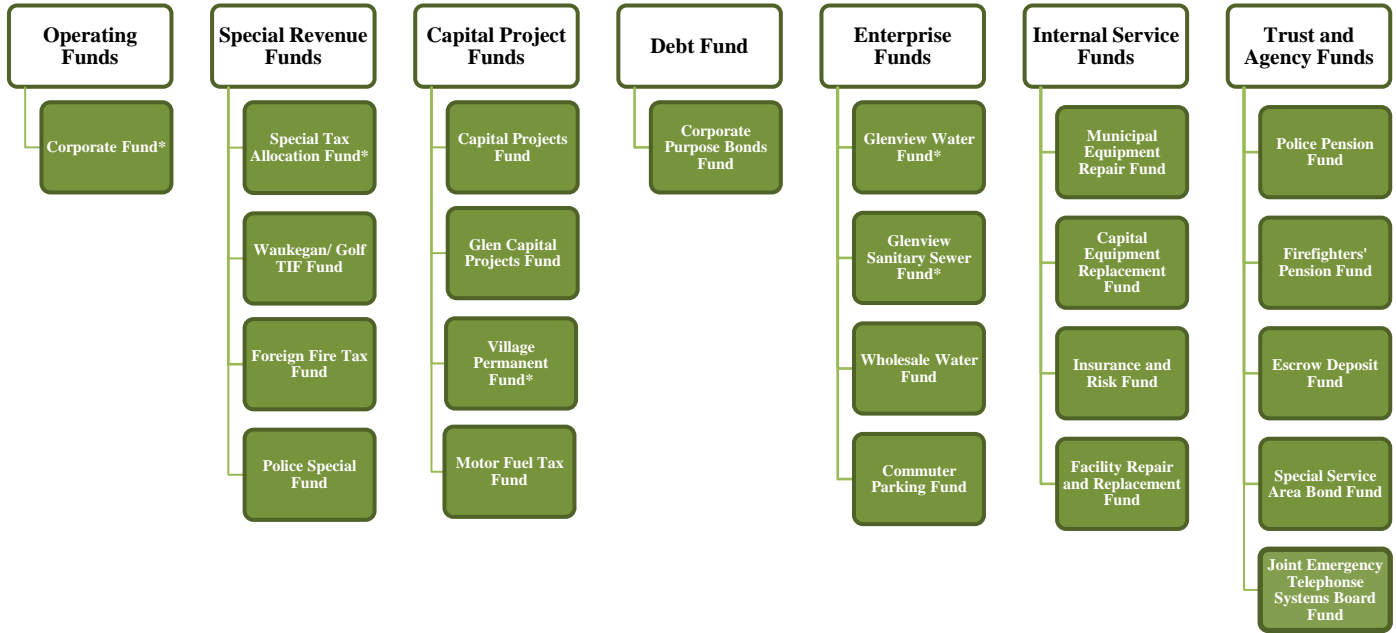 Operating
Funds
Corporate Fund*
Special Revenue
Funds
Special Tax
Allocation Fund*
Waukegan/ Golf
TIF Fund
Foreign Fire Tax
Fund
Police Special
Fund
Capital Project
Funds
Capital Projects
Fund
Glen Capital
Projects Fund
Village
Permanent
Fund*
Motor Fuel Tax
Fund
Debt Fund
Corporate
Purpose Bonds
Fund
Enterprise
Funds
Glenview Water
Fund*
Glenview
Sanitary Sewer
Fund*
Wholesale Water
Fund
Commuter
Parking Fund
Internal Service
Funds
Municipal
Equipment
Repair Fund
Capital
Equipment
Replacement
Fund
Insurance and
Risk Fund
Facility Repair
and Replacement
Fund
Trust and
Agency Funds
Police Pension
Fund
Firefighters'
Pension Fund
Escrow Deposit
Fund
Special Service
Area Bond Fund
Joint Emergency
Telephonse
Systems Board
Fund